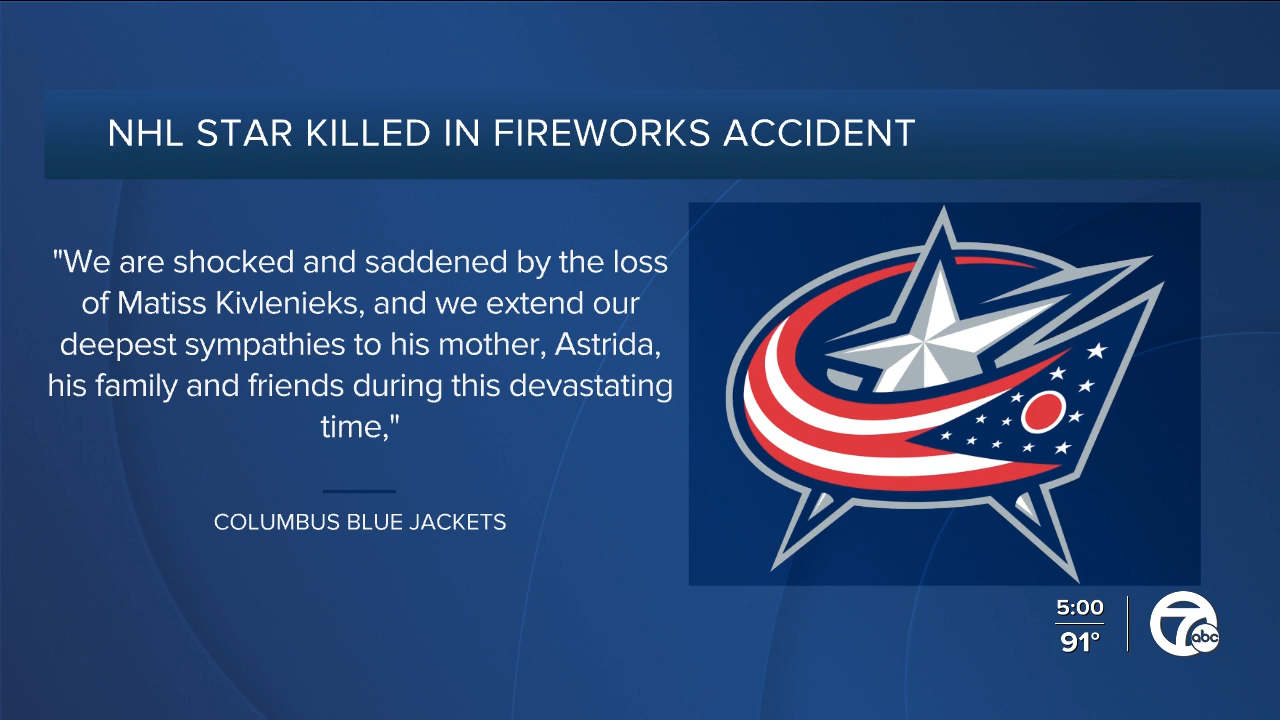 NHL STAR KILLED IN FIREWORKS ACCIDENT
"We are shocked and saddened by the loss
of Matiss Kivlenieks, and we extend our
deepest sympathies to his mother, Astrida,
his family and friends during this devastating
time,"
COLUMBUS BLUE JACKETS
5:00
91°
7 abc